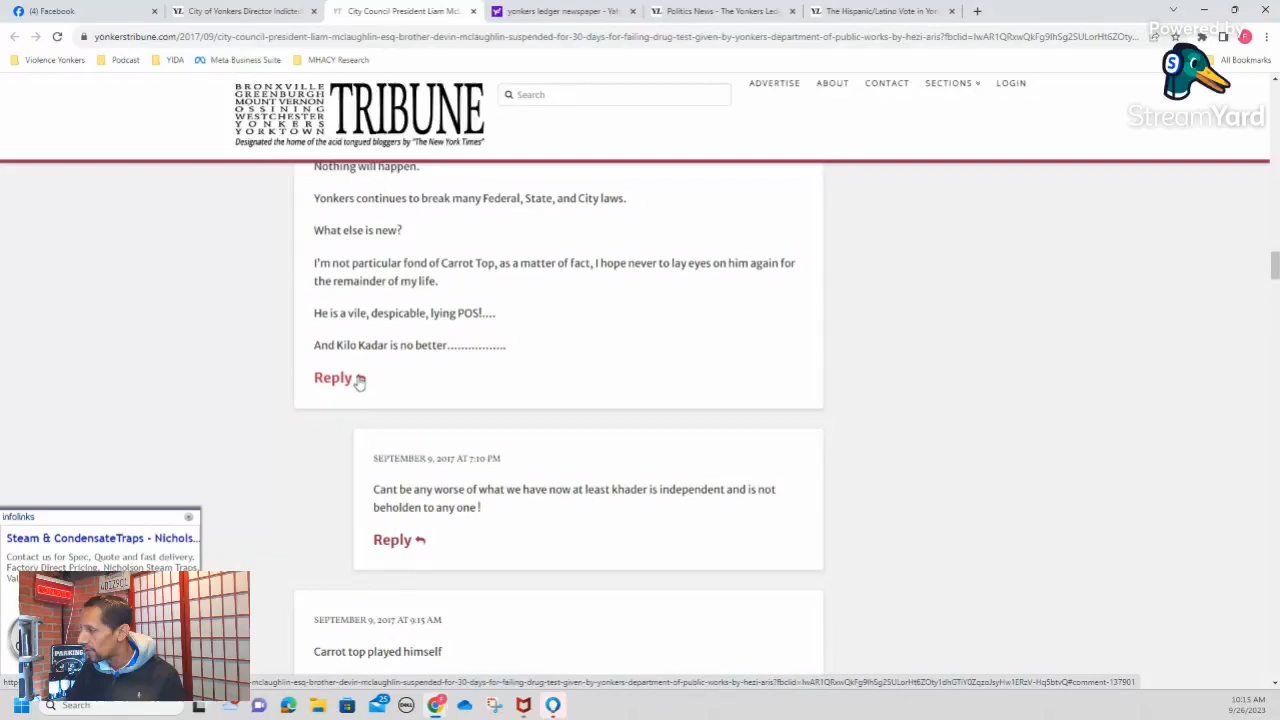 (4) Facebook
City of Yonkers Director Indicted
City Council President Liam Mc
yonkers ledger newspaper - Yaho
Politics News - The Yonkers Led
The Hispanic/Latino Vote in Yon
yonkerstribune.com/2017/09/city-council-president-liam-mclaughlin-esq-brother-devin-mclaughlin-suspended-for-30-days-for-failing-drug-test-given-by-yonkers-department-of-public-works-by-hezi-aris?fbclid=
Violence Yonkers
Podcast
YIDA
Meta Business Suite
MHACY Research
All Bookmarks
Powered by
StreamYard
BRONXVILLE
GREENBURGH
MOUNT VERNON
OSSINING
WESTCHESTER
YONKERS
YORKTOWN
TRIBUNE
Designated the home of the acid tongued bloggers by "The New York Times"
Search
ADVERTISE
ABOUT
CONTACT
SECTIONS
LOGIN
Nothing will happen.
Yonkers continues to break many Federal, State, and City laws.
What else is new?
I'm not particular fond of Carrot Top, as a matter of fact, I hope never to lay eyes on him again for
the remainder of my life.
He is a vile, despicable, lying POS!....
And Kilo Kadar is no better.................
Reply
SEPTEMBER 9, 2017 AT 7:10 PM
Cant be any worse of what we have now at least khader is independent and is not
beholden to any one !
Reply
SEPTEMBER 9, 2017 AT 9:15 AM
Carrot top played himself
infolinks
Steam & CondensateTraps - Nichols...
Contact us for Spec, Quote and fast delivery.
Factory Direct Pricing, Nicholson Steam Traps
PARKING
Search
25
DELL
10:15 AM
9/26/2023